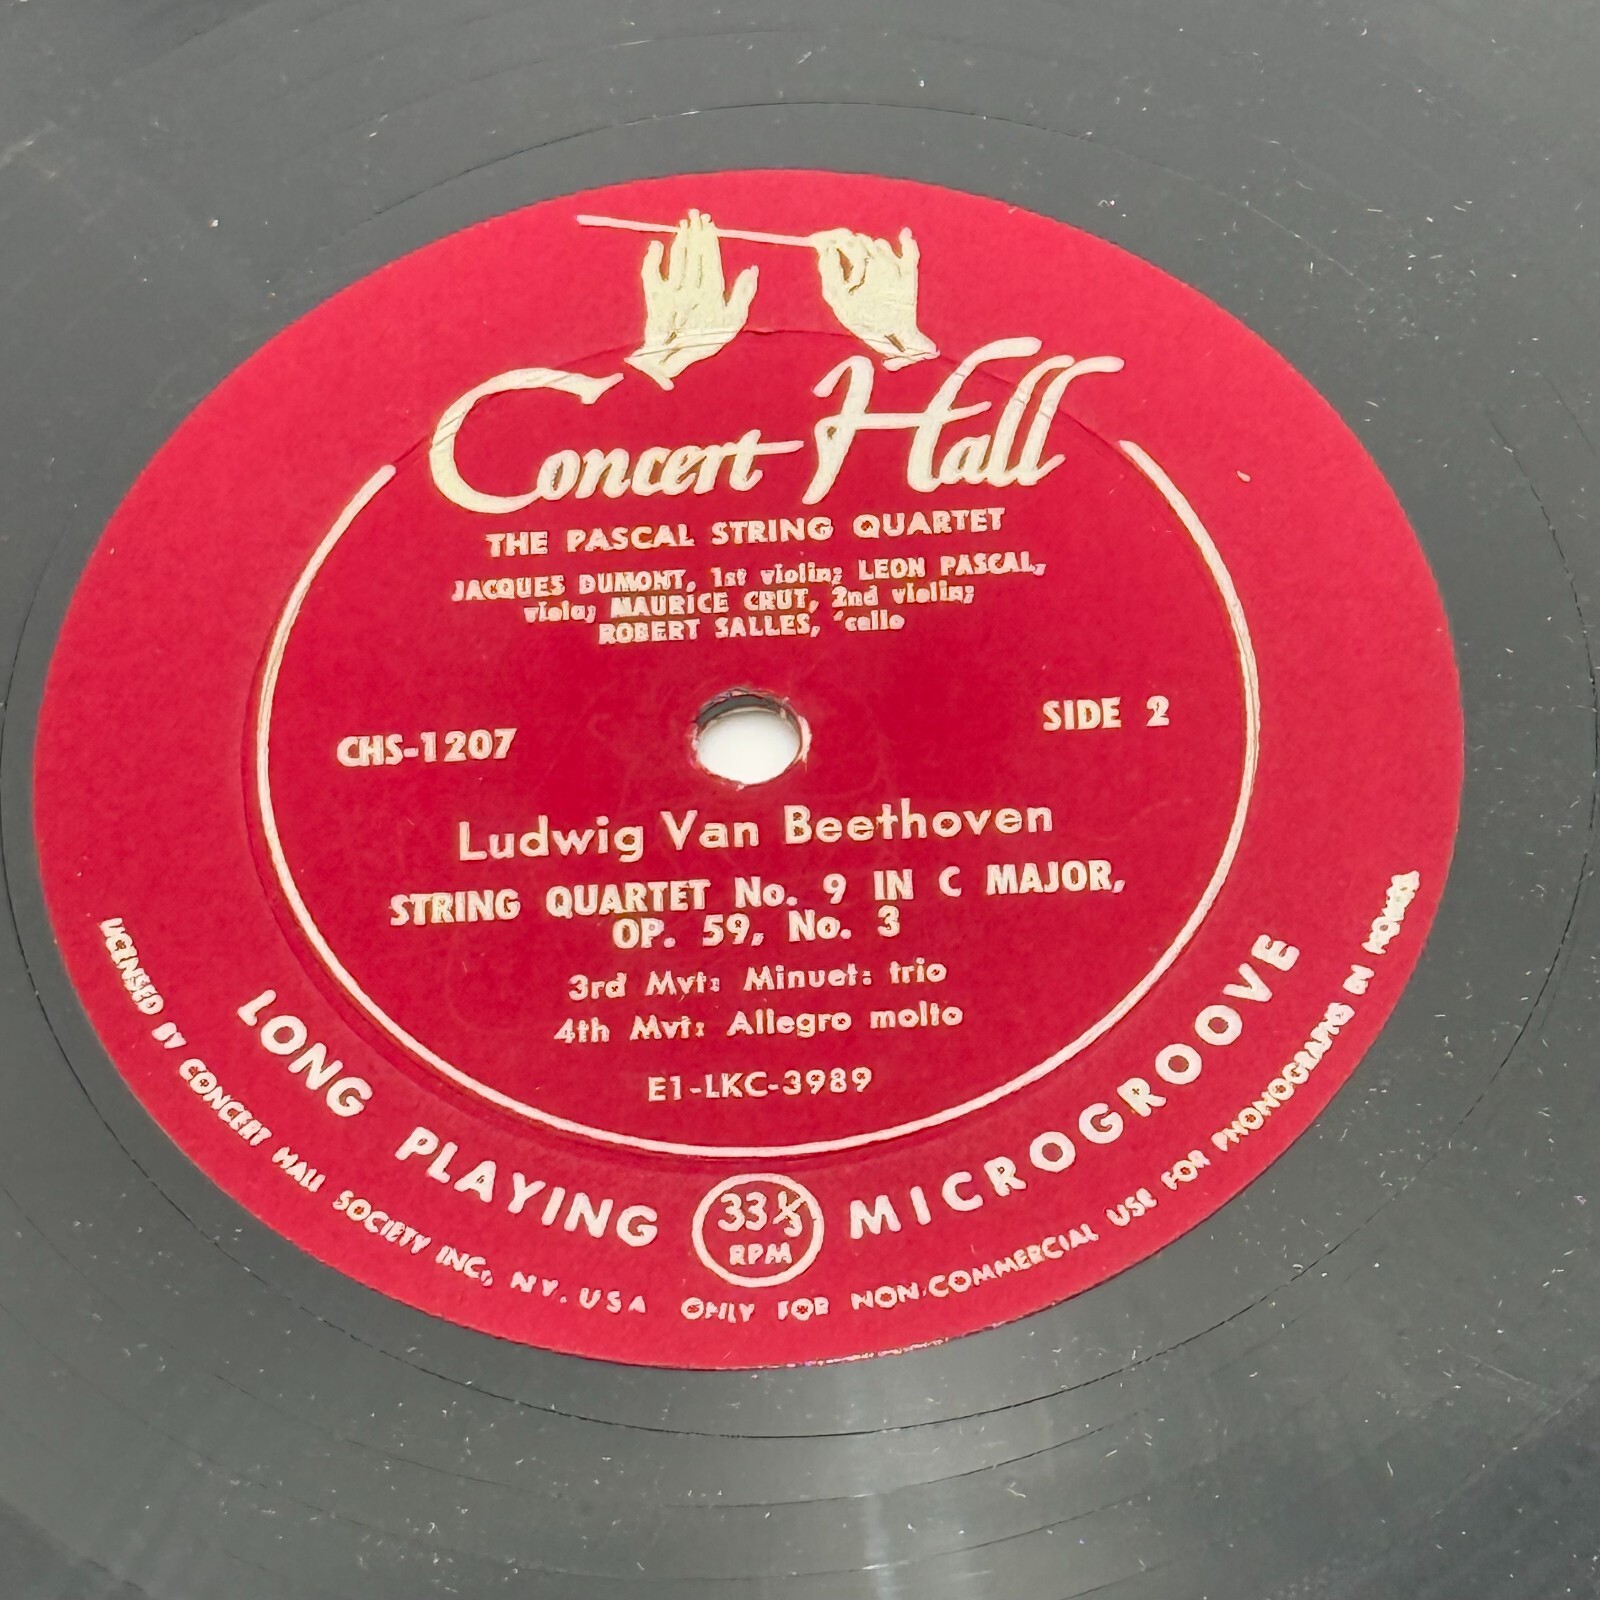 Concert Hall
THE PASCAL STRING QUARTET
JACQUES DUMONT, 1st violin; LEON PASCAL,
viola; MAURICE CRUT, 2nd violin;
ROBERT SALLES, 'cello
CHS-1207
SIDE 2
Ludwig Van Beethoven
STRING QUARTET No. 9 IN C MAJOR,
OP. 59, No. 3
3rd Mvt: Minuet: trio
4th Mvt: Allegro molto
E1-LKC-3989
LONG PLAYING 33 1/3 RPM MICROGROOVE
LICENSED BY CONCERT HALL SOCIETY INC, NY. USA ONLY FOR NON-COMMERCIAL USE FOR PHONOGRAPHS IN HOMES